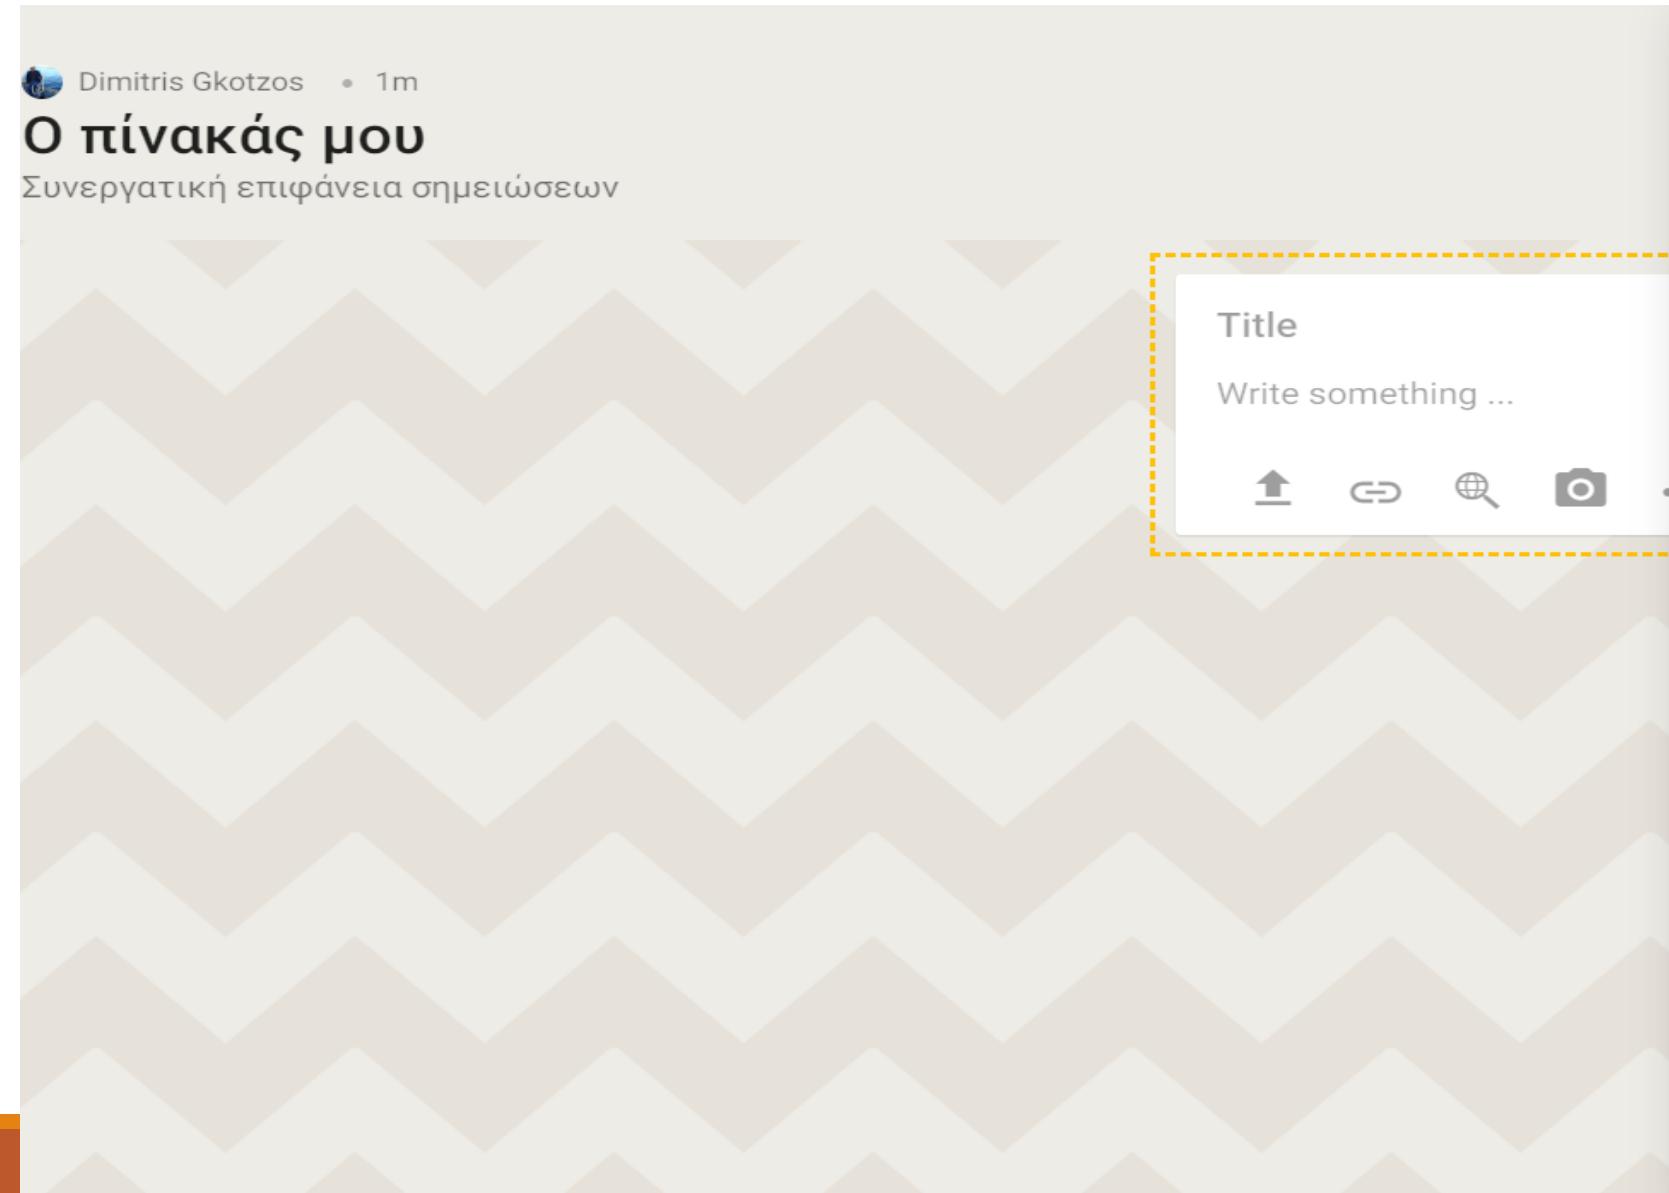 Dimitris Gkotzos • 1m
Ο πίνακάς μου
Συνεργατική επιφάνεια σημειώσεων
Title
Write something ...